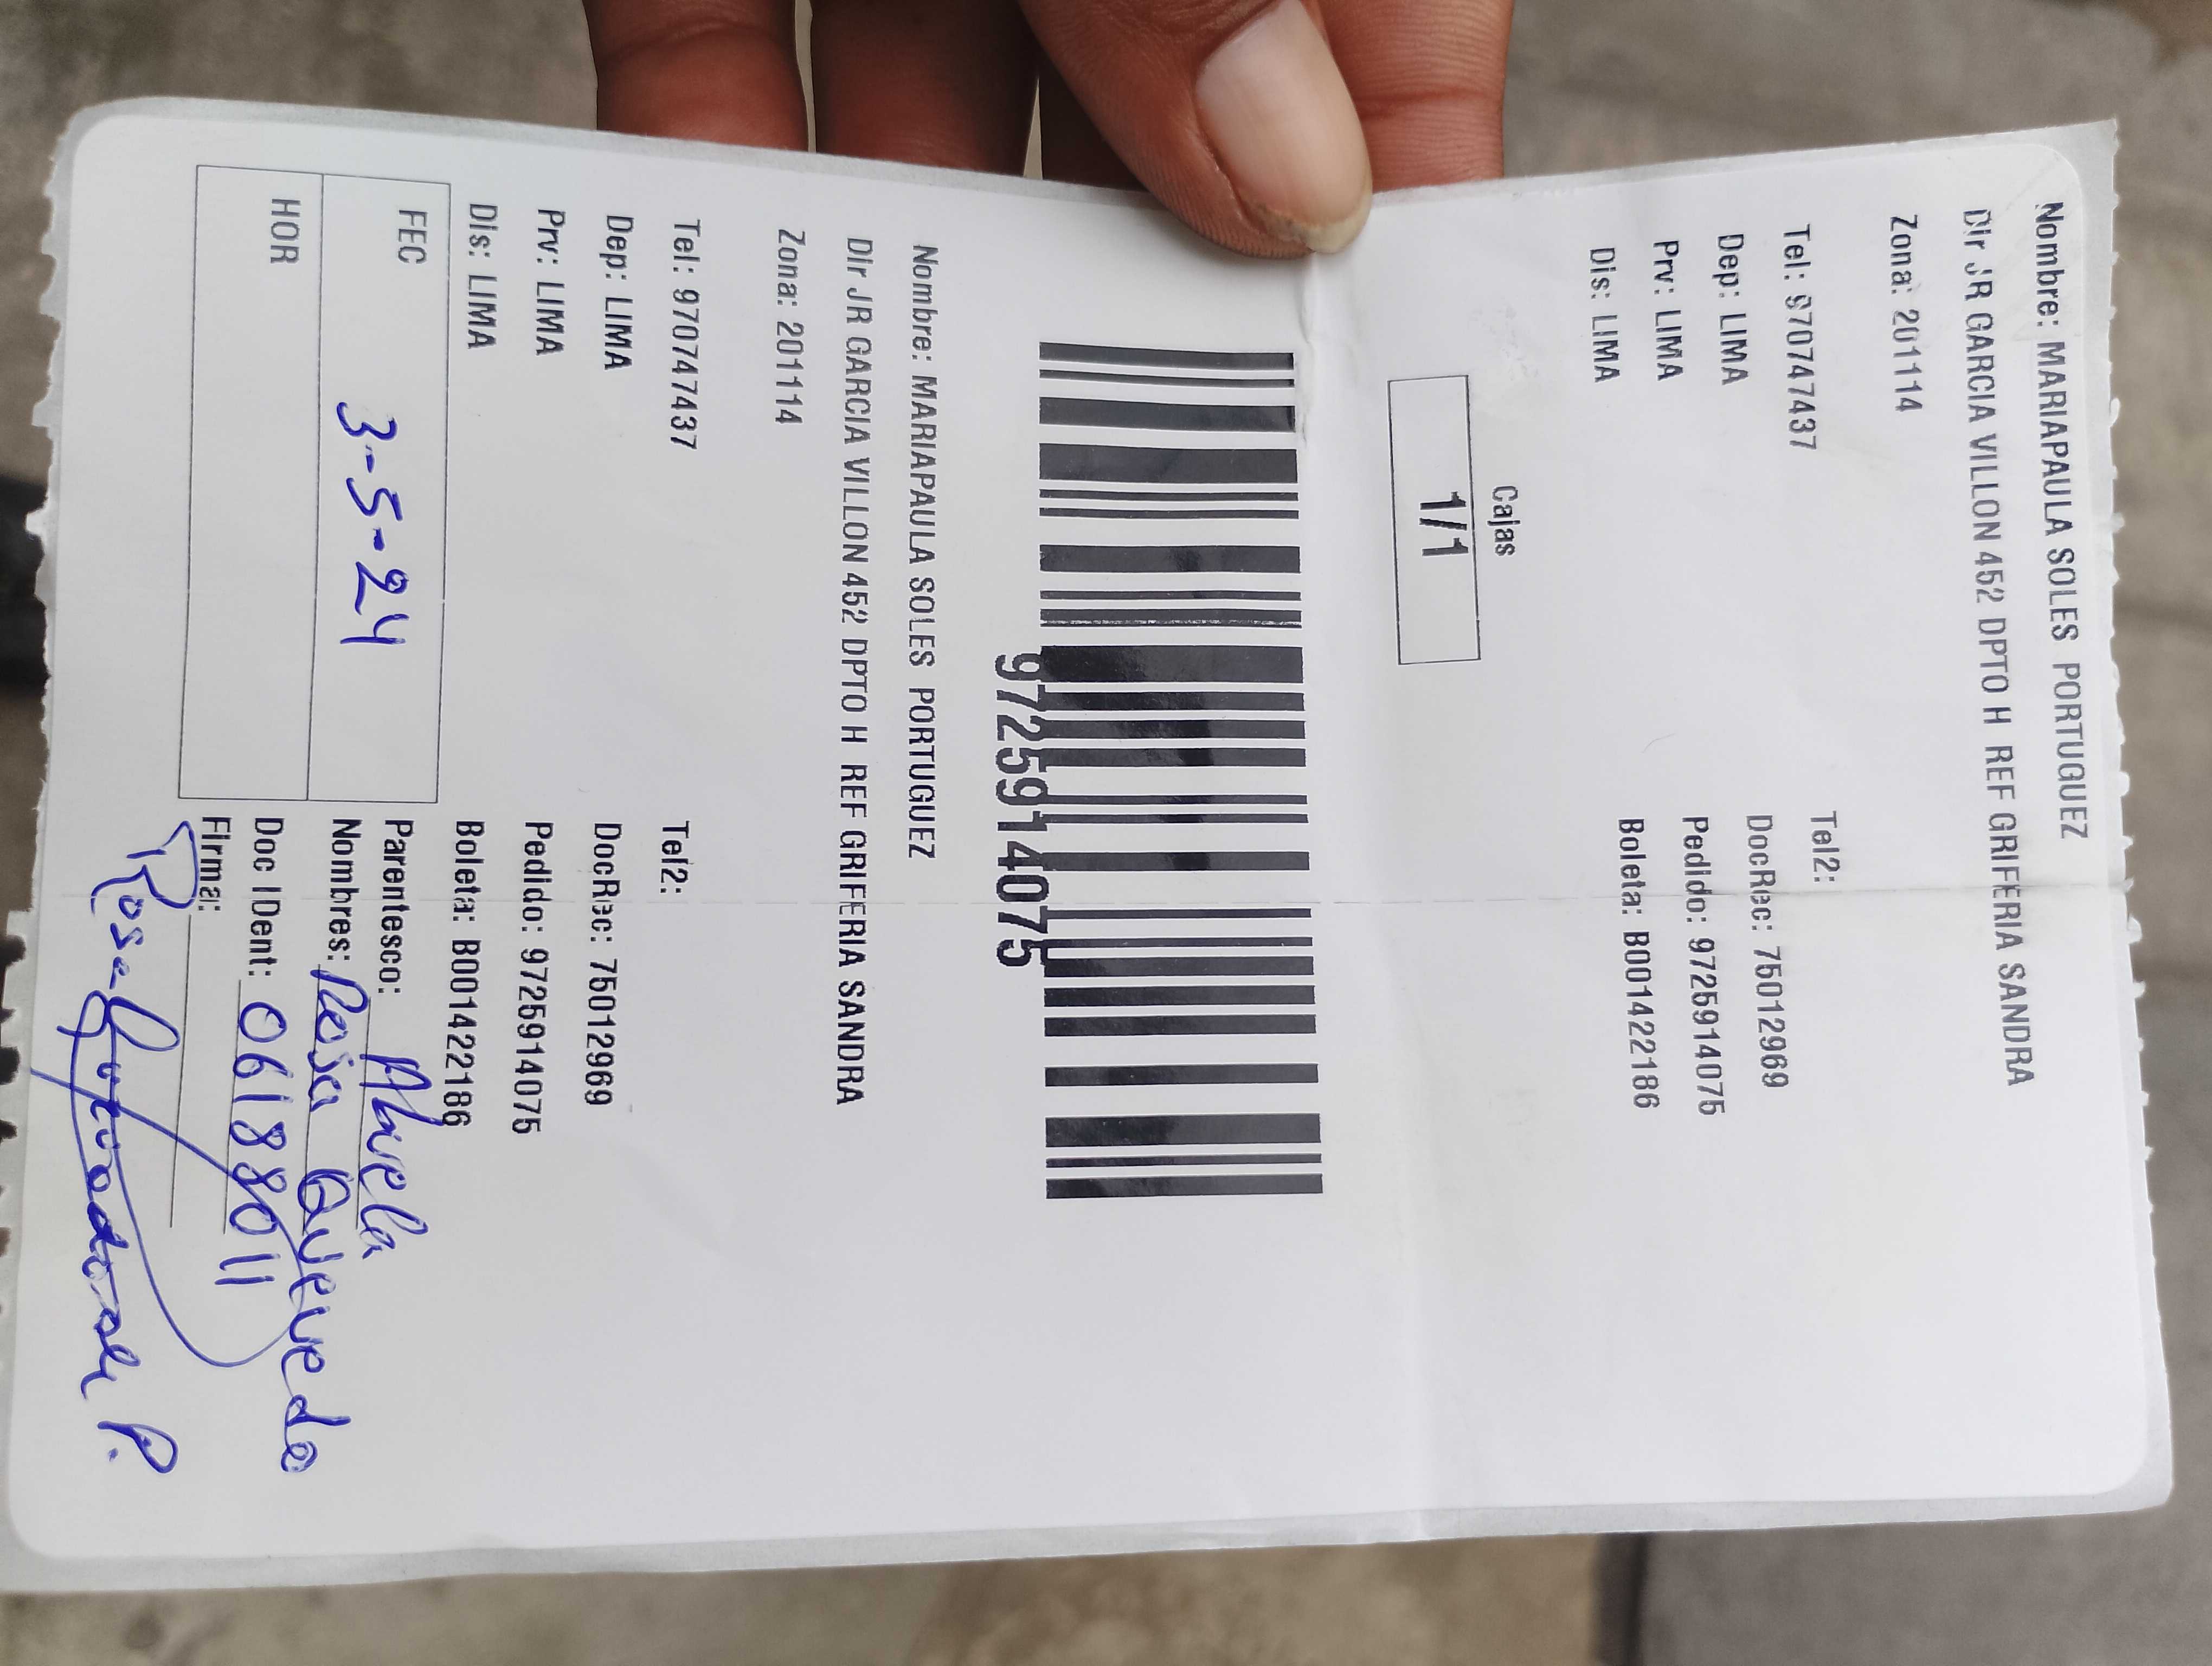 Nombre: MARIAPAULA SOLES PORTUGUEZ
Dir JR GARCIA VILLON 452 DPTO H REF GRIFERIA SANDRA
Zona: 201114
Tel: 970747437 Tel2:
Dep: LIMA DocRec: 75012969
Prv: LIMA Pedido: 9725914075
Dis: LIMA Boleta: B001422186
Cajas
1/1
9725914075
Nombre: MARIAPAULA SOLES PORTUGUEZ
Dir JR GARCIA VILLON 452 DPTO H REF GRIFERIA SANDRA
Zona: 201114
Tel: 970747437 Tel2:
Dep: LIMA DocRec: 75012969
Prv: LIMA Pedido: 9725914075
Dis: LIMA Boleta: B001422186
FEC 3-5-24 Parentesco: Abuela
Nombres: Rosa Quevedo
HOR Doc IDent: 06188011
Firma: Rosa P.